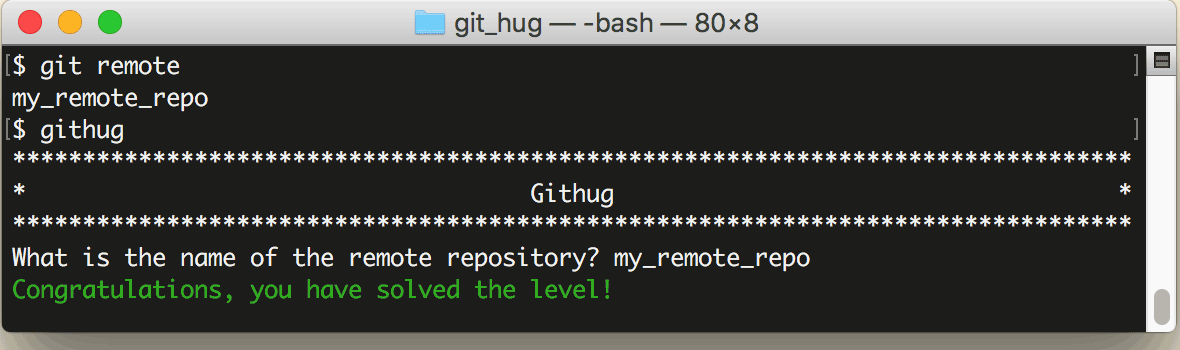 git_hug — -bash — 80×8
[$ git remote ]
my_remote_repo
[$ githug ]
********************************************************************************
* Githug *
********************************************************************************
What is the name of the remote repository? my_remote_repo
Congratulations, you have solved the level!